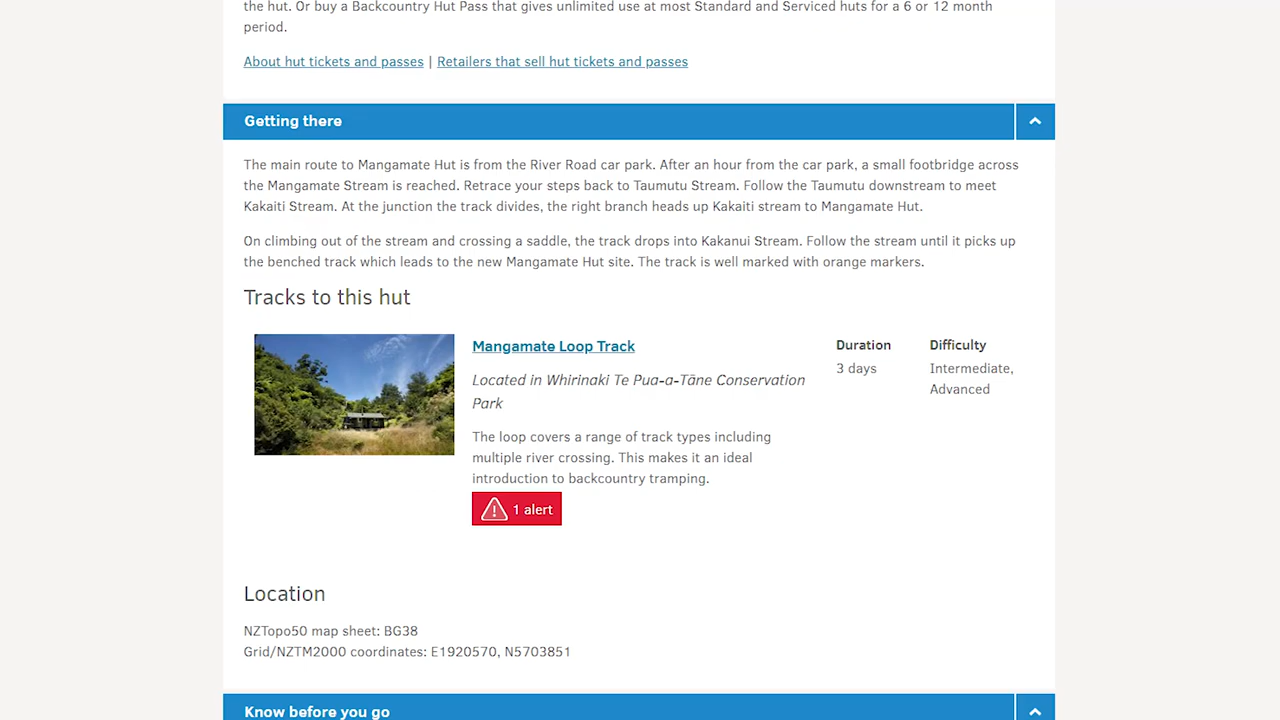 the hut. Or buy a Backcountry Hut Pass that gives unlimited use at most Standard and Serviced huts for a 6 or 12 month
period.
About hut tickets and passes | Retailers that sell hut tickets and passes
Getting there
The main route to Mangamate Hut is from the River Road car park. After an hour from the car park, a small footbridge across
the Mangamate Stream is reached. Retrace your steps back to Taumutu Stream. Follow the Taumutu downstream to meet
Kakaiti Stream. At the junction the track divides, the right branch heads up Kakaiti stream to Mangamate Hut.
On climbing out of the stream and crossing a saddle, the track drops into Kakanui Stream. Follow the stream until it picks up
the benched track which leads to the new Mangamate Hut site. The track is well marked with orange markers.
Tracks to this hut
Mangamate Loop Track
Located in Whirinaki Te Pua-a-Tāne Conservation
Park
The loop covers a range of track types including
multiple river crossing. This makes it an ideal
introduction to backcountry tramping.
1 alert
Duration
3 days
Difficulty
Intermediate,
Advanced
Location
NZTopo50 map sheet: BG38
Grid/NZTM2000 coordinates: E1920570, N5703851
Know before you go